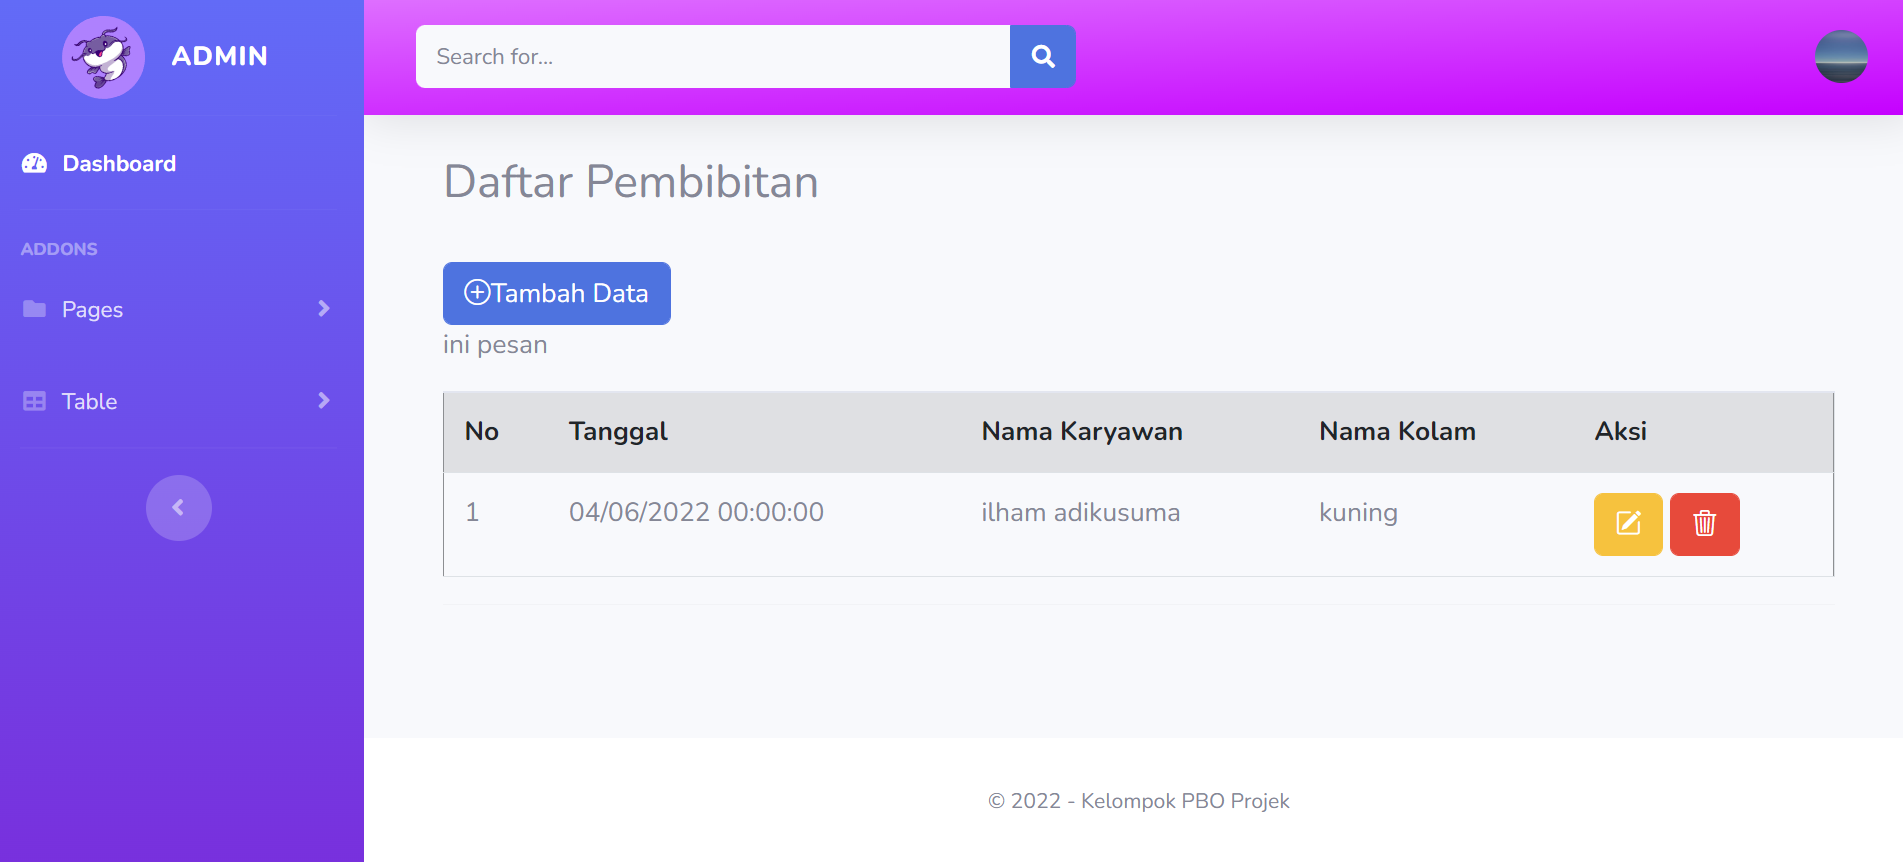 ADMIN
Search for...
Dashboard
ADDONS
Pages
Table
Daftar Pembibitan
Tambah Data
ini pesan
No Tanggal Nama Karyawan Nama Kolam Aksi
1 04/06/2022 00:00:00 ilham adikusuma kuning
© 2022 - Kelompok PBO Projek